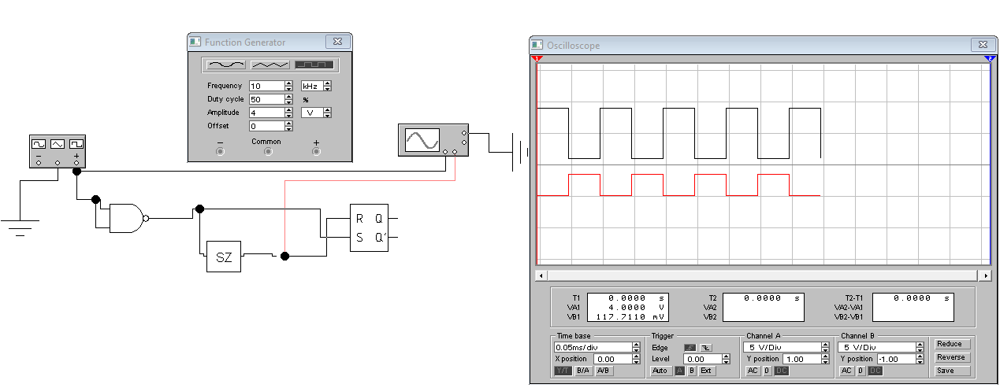 Function Generator
Frequency 10 kHz
Duty cycle 50 %
Amplitude 4 V
Offset 0
− Common +
− +
R Q
S Q'
SZ
Oscilloscope
1 2
T1 0.0000 s
VA1 4.0000 V
VB1 117.7110 mV
T2 0.0000 s
VA2
VB2
T2-T1 0.0000 s
VA2-VA1
VB2-VB1
Time base
0.05ms/div
X position 0.00
Y/T B/A A/B
Trigger
Edge
Level 0.00
Auto A B Ext
Channel A
5 V/Div
Y position 1.00
AC 0 DC
Channel B
5 V/Div
Y position -1.00
AC 0 DC
Reduce
Reverse
Save